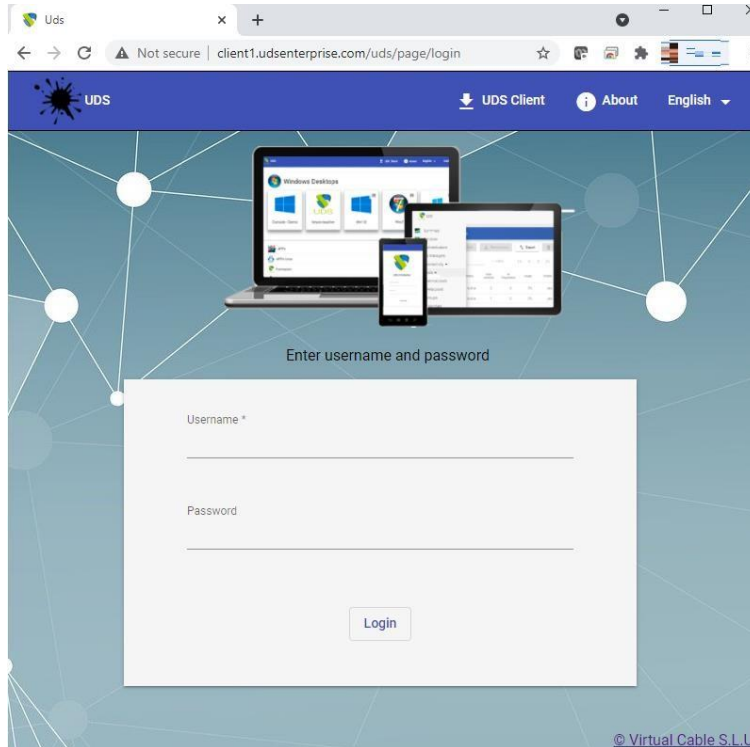 Uds
Not secure | client1.udsenterprise.com/uds/page/login
UDS
UDS Client
About
English
Windows Desktops
Enter username and password
Username *
Password
Login
© Virtual Cable S.L.U